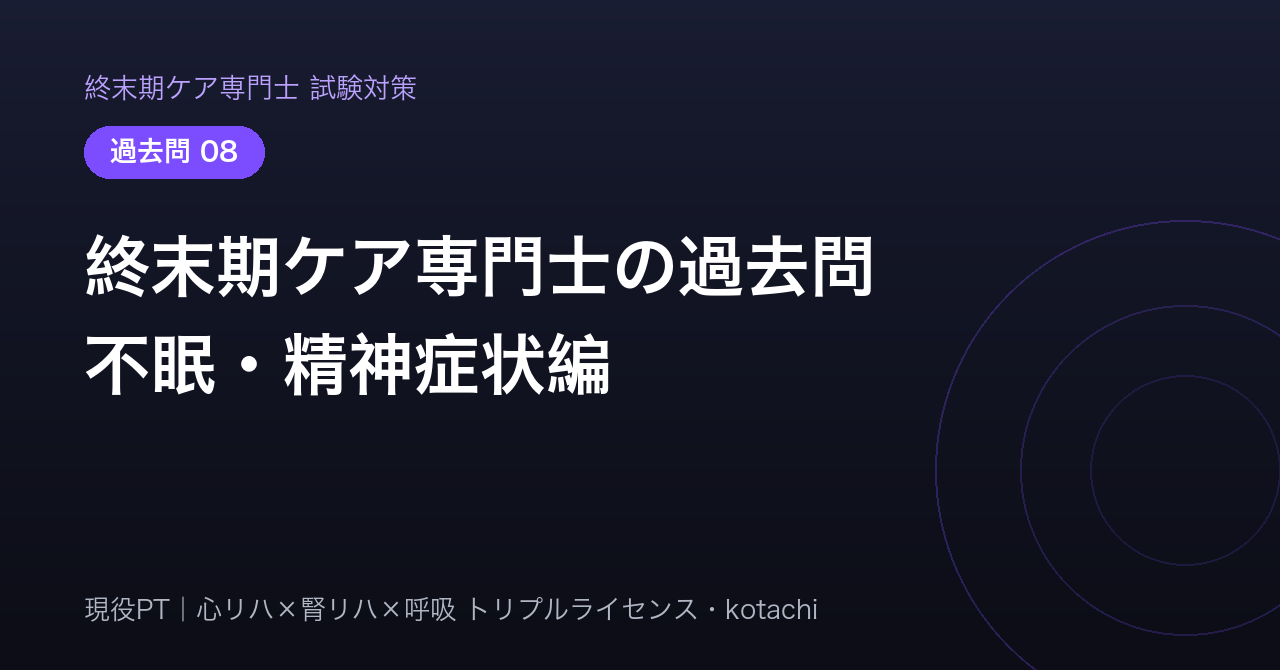 終末期ケア専門士 試験対策
過去問 08
終末期ケア専門士の過去問
不眠・精神症状編
現役PT｜心リハ×腎リハ×呼吸 トリプルライセンス・kotachi